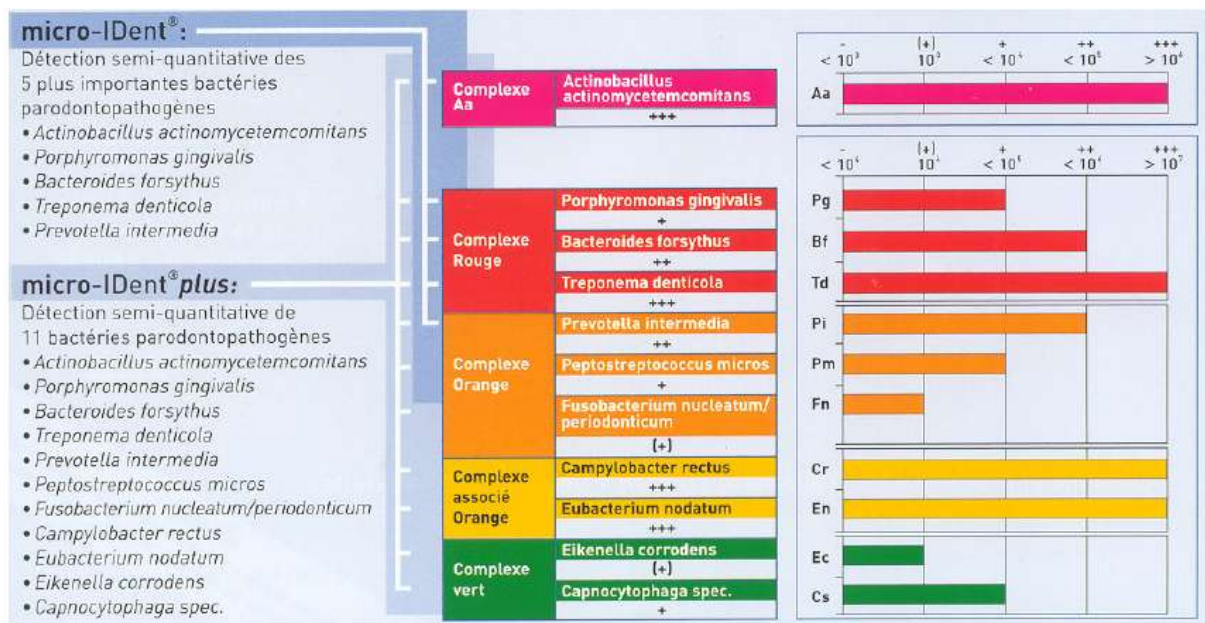 micro-IDent®:
Détection semi-quantitative des
5 plus importantes bactéries
parodontopathogènes
• Actinobacillus actinomycetemcomitans
• Porphyromonas gingivalis
• Bacteroides forsythus
• Treponema denticola
• Prevotella intermedia
micro-IDent®plus:
Détection semi-quantitative de
11 bactéries parodontopathogènes
• Actinobacillus actinomycetemcomitans
• Porphyromonas gingivalis
• Bacteroides forsythus
• Treponema denticola
• Prevotella intermedia
• Peptostreptococcus micros
• Fusobacterium nucleatum/periodonticum
• Campylobacter rectus
• Eubacterium nodatum
• Eikenella corrodens
• Capnocytophaga spec.
Complexe
Aa
Actinobacillus
actinomycetemcomitans
+++
Complexe
Rouge
Porphyromonas gingivalis
+
Bacteroides forsythus
++
Treponema denticola
+++
Complexe
Orange
Prevotella intermedia
++
Peptostreptococcus micros
+
Fusobacterium nucleatum/
periodonticum
(+)
Complexe
associé
Orange
Campylobacter rectus
+++
Eubacterium nodatum
+++
Complexe
vert
Eikenella corrodens
(+)
Capnocytophaga spec.
+
- (+) + ++ +++
< 10³ 10³ < 10⁴ < 10⁵ > 10⁶
Aa
- (+) + ++ +++
10⁴ > 10⁷
Pg
Bf
Td
Pi
Pm
Fn
Cr
En
Ec
Cs